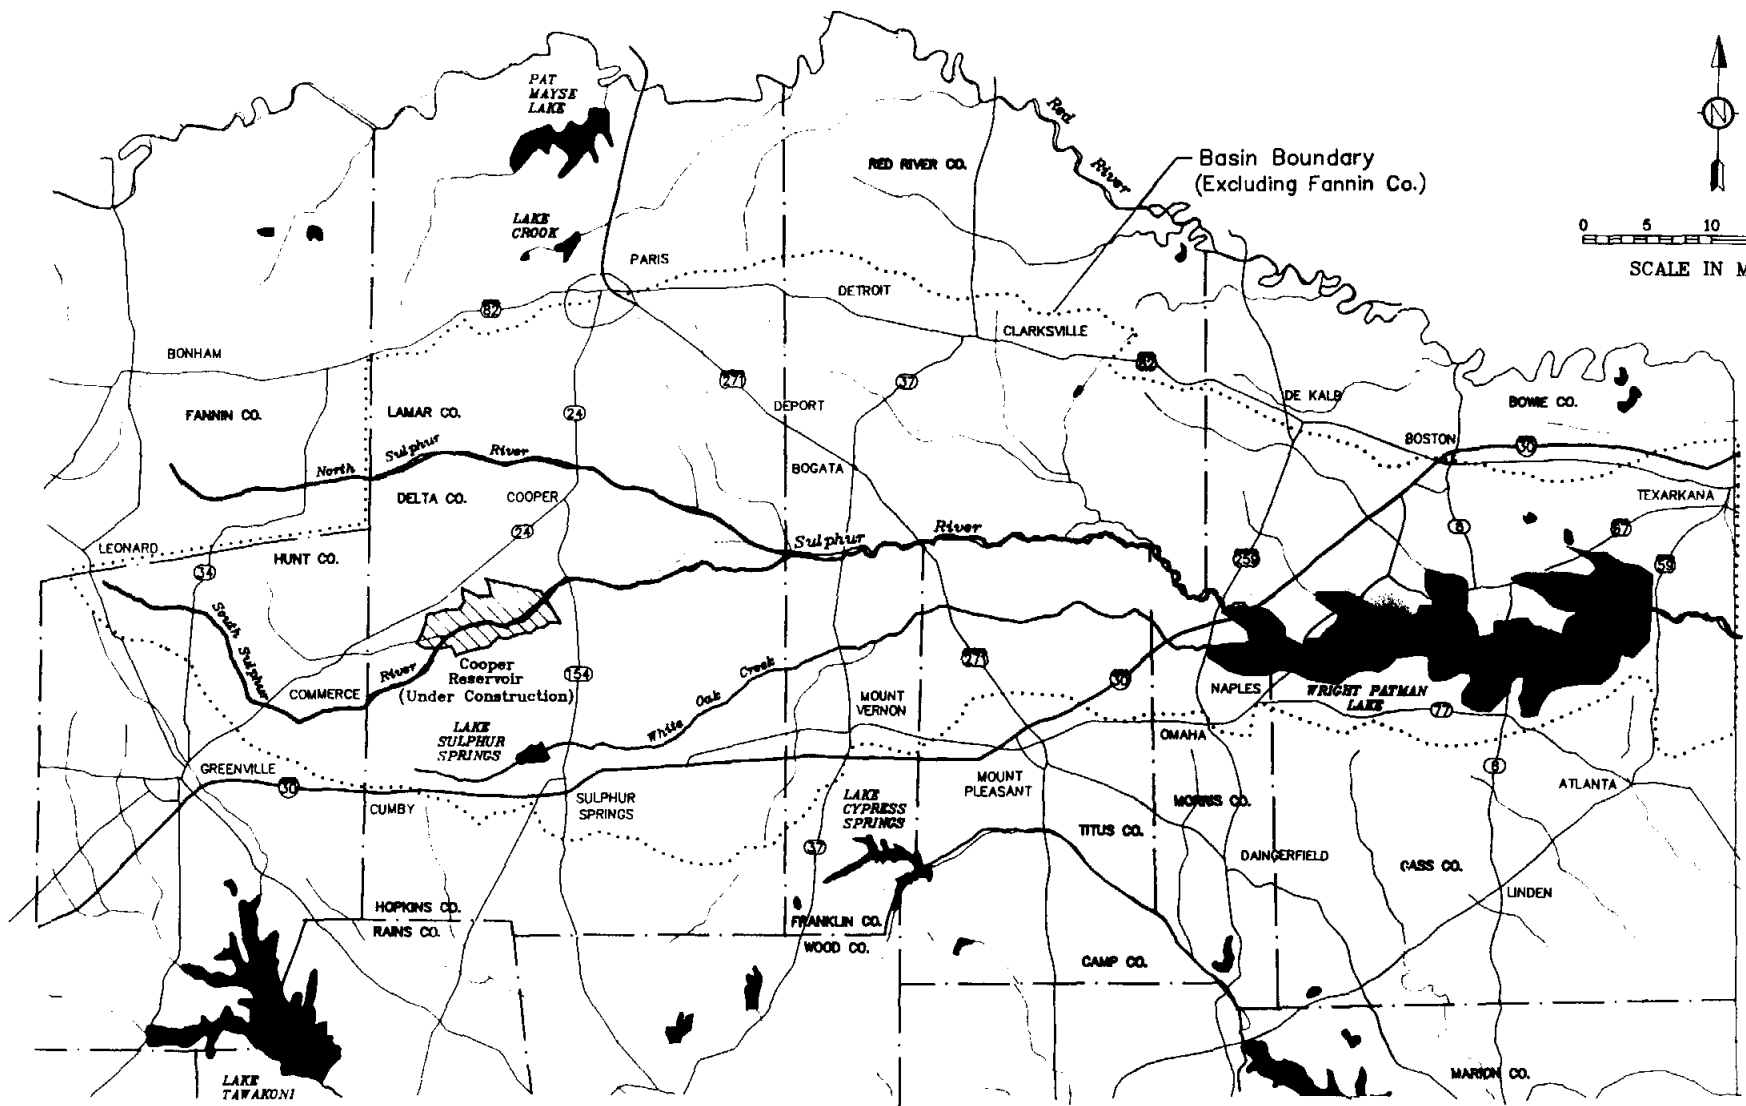 PAT
MAYSE
LAKE
Red
River
RED RIVER CO.
Basin Boundary
(Excluding Fannin Co.)
N
0 5 10
SCALE IN M
LAKE
CROOK
PARIS
DETROIT
82
CLARKSVILLE
BONHAM
82
271
37
DE KALB
BOWIE CO.
FANNIN CO.
LAMAR CO.
24
DEPORT
BOSTON
30
North
Sulphur
River
BOGATA
DELTA CO.
COOPER
TEXARKANA
24
Sulphur
River
8
67
LEONARD
HUNT CO.
259
59
34
South
Sulphur
River
Cooper
Reservoir
(Under Construction)
154
COMMERCE
White
Oak
Creek
271
30
MOUNT
VERNON
NAPLES
WRIGHT PATMAN
LAKE
77
LAKE
SULPHUR
SPRINGS
OMAHA
GREENVILLE
30
CUMBY
SULPHUR
SPRINGS
LAKE
CYPRESS
SPRINGS
MOUNT
PLEASANT
8
ATLANTA
MORRIS CO.
TITUS CO.
37
DAINGERFIELD
CASS CO.
LINDEN
HOPKINS CO.
RAINS CO.
FRANKLIN CO.
WOOD CO.
CAMP CO.
LAKE
TAWAKONI
MARION CO.